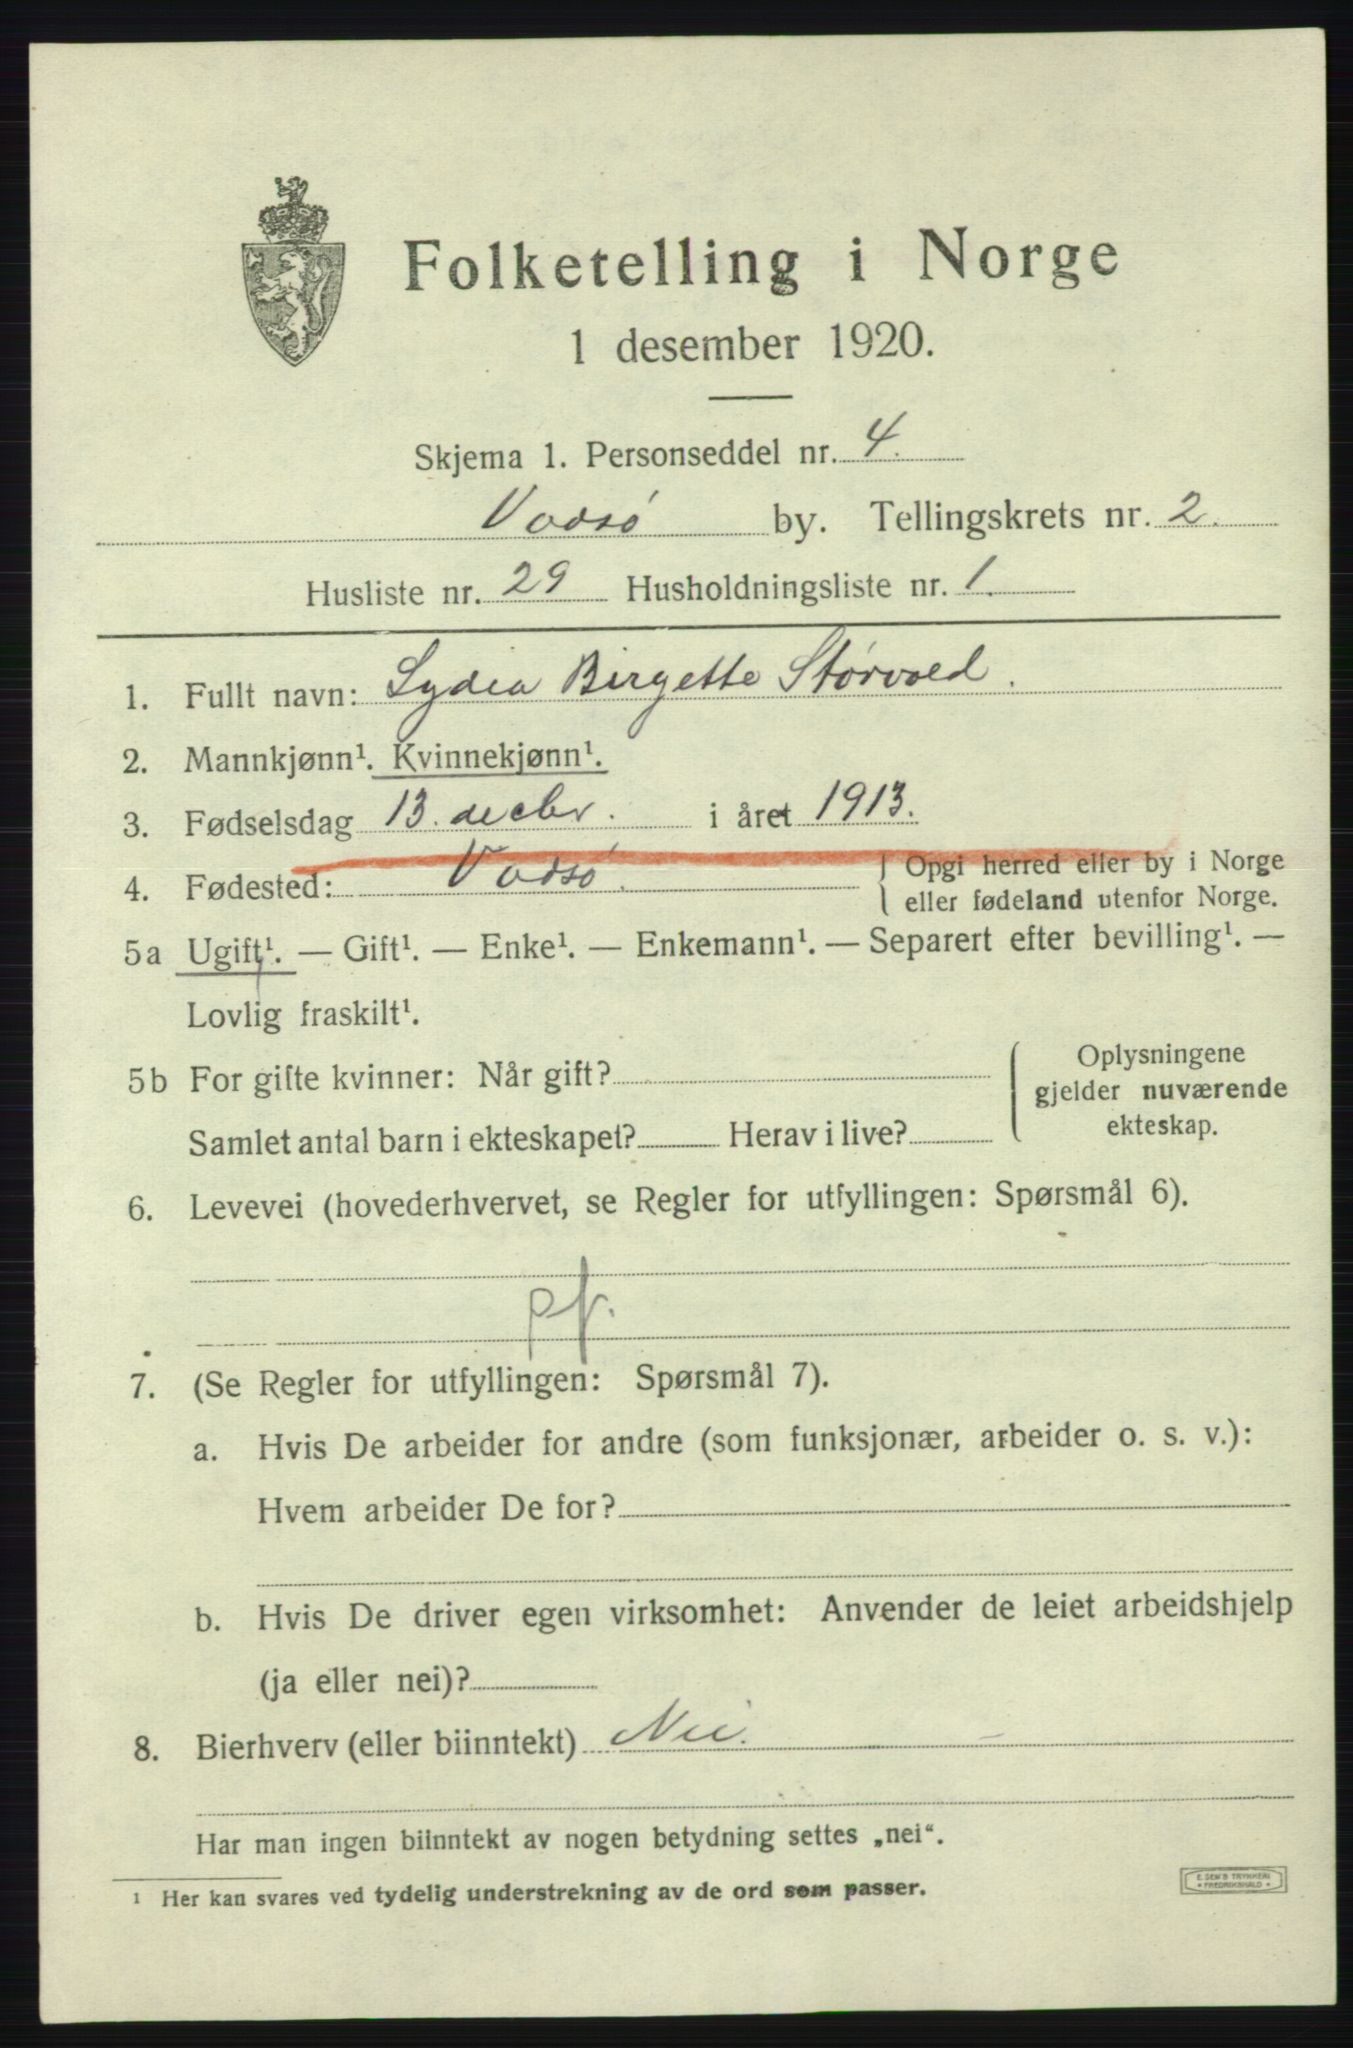 Folketelling i Norge
1 desember 1920.
Skjema 1. Personseddel nr. 4.
Vadsø by. Tellingskrets nr. 2.
Husliste nr. 29 Husholdningsliste nr. 1.
1. Fullt navn: Lydia Birgette Størvold.
2. Mannkjønn¹. Kvinnekjønn¹.
3. Fødselsdag 13. decbr. i året 1913.
4. Fødested: Vadsø. Opgi herred eller by i Norge
eller fødeland utenfor Norge.
5a Ugift¹. — Gift¹. — Enke¹. — Enkemann¹. — Separert efter bevilling¹. —
Lovlig fraskilt¹.
5b For gifte kvinner: Når gift? Oplysningene
gjelder nuværende
Samlet antal barn i ekteskapet? Herav i live? ekteskap.
6. Levevei (hovederhvervet, se Regler for utfyllingen: Spørsmål 6).
pf.
7. (Se Regler for utfyllingen: Spørsmål 7).
a. Hvis De arbeider for andre (som funksjonær, arbeider o. s. v.):
Hvem arbeider De for?
b. Hvis De driver egen virksomhet: Anvender de leiet arbeidshjelp
(ja eller nei)?
8. Bierhverv (eller biinntekt) Nei.
Har man ingen biinntekt av nogen betydning settes „nei“.
¹ Her kan svares ved tydelig understrekning av de ord som passer.
E. SEM'S TRYKKERI
FREDRIKSHALD